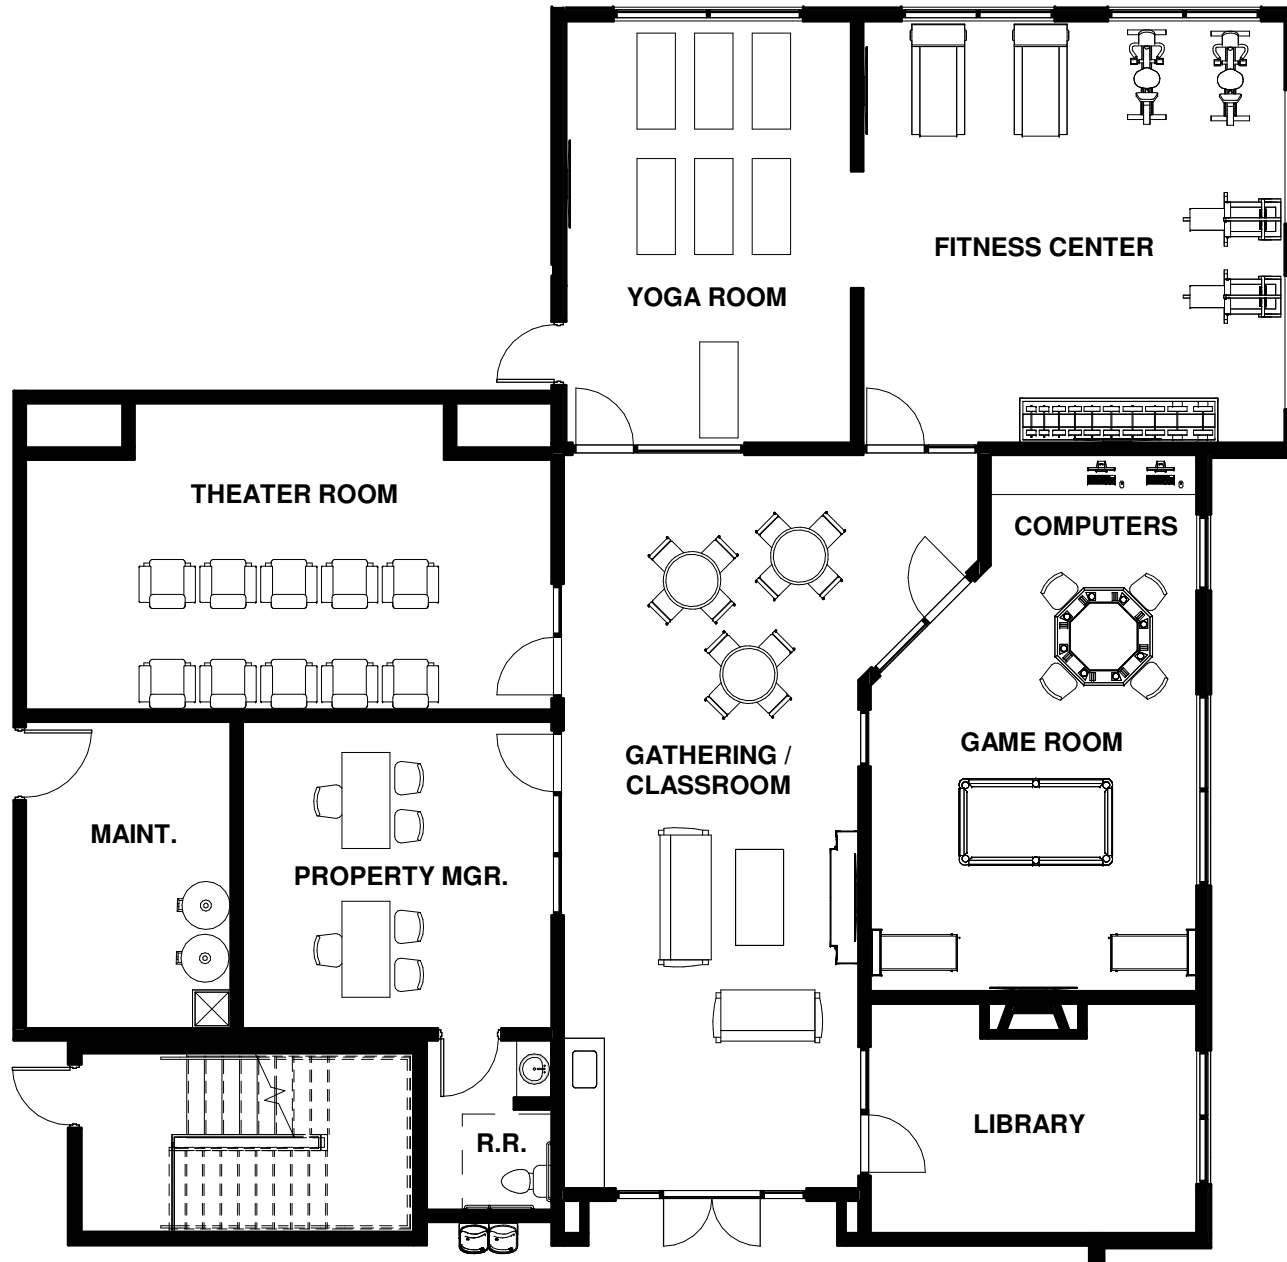 FITNESS CENTER
YOGA ROOM
THEATER ROOM
COMPUTERS
GAME ROOM
GATHERING /
CLASSROOM
MAINT.
PROPERTY MGR.
LIBRARY
R.R.